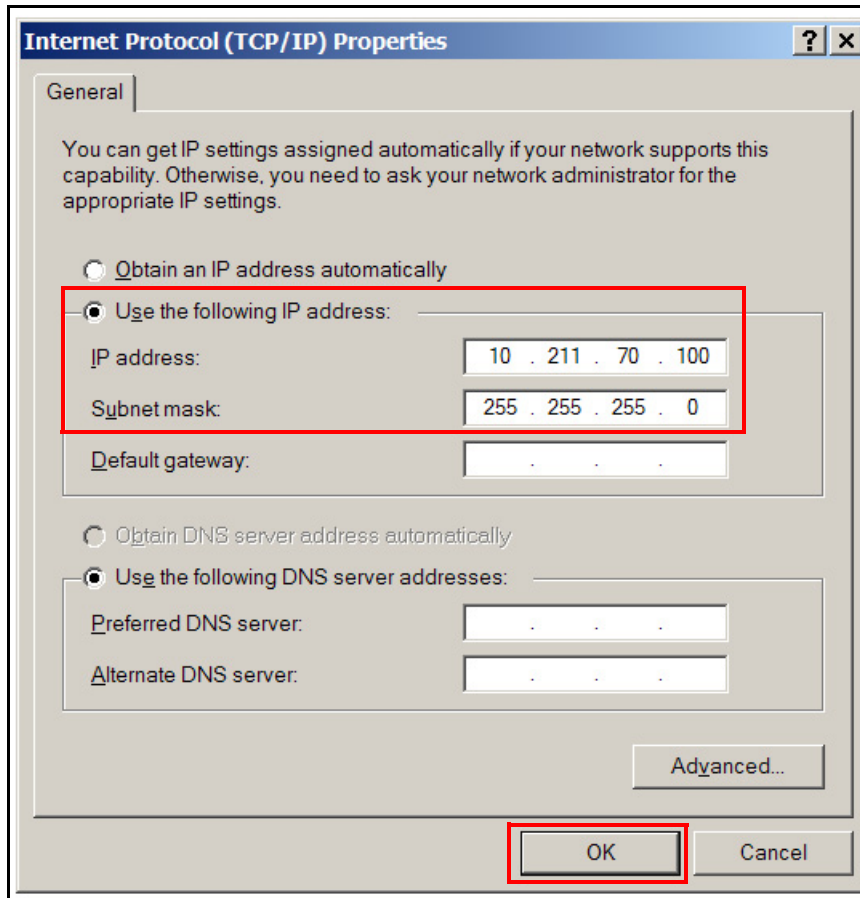 Internet Protocol (TCP/IP) Properties
General
You can get IP settings assigned automatically if your network supports this
capability. Otherwise, you need to ask your network administrator for the
appropriate IP settings.
Obtain an IP address automatically
Use the following IP address:
IP address: 10 . 211 . 70 . 100
Subnet mask: 255 . 255 . 255 . 0
Default gateway: . . .
Obtain DNS server address automatically
Use the following DNS server addresses:
Preferred DNS server: . . .
Alternate DNS server: . . .
Advanced...
OK Cancel